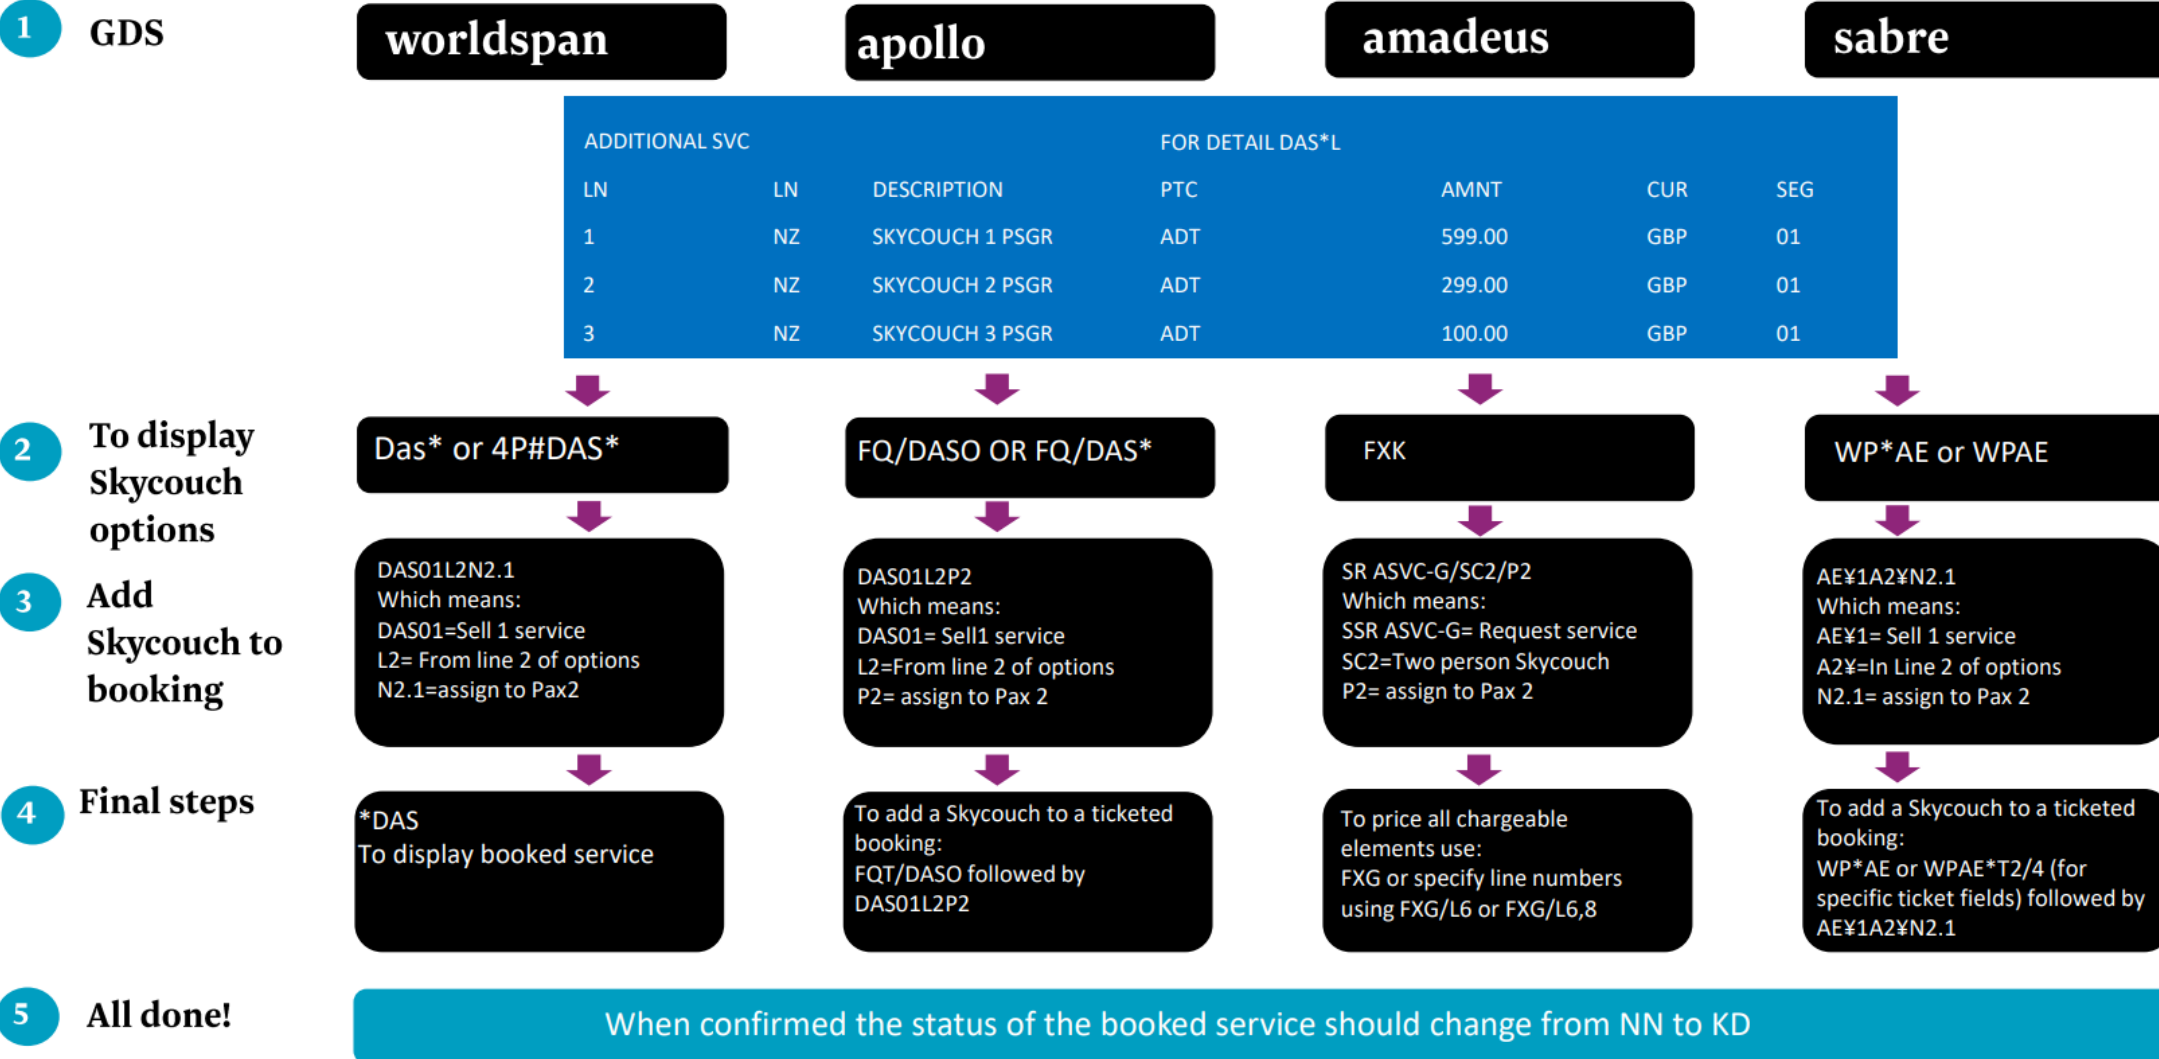 1 GDS worldspan apollo amadeus sabre
ADDITIONAL SVC FOR DETAIL DAS*L
LN LN DESCRIPTION PTC AMNT CUR SEG
1 NZ SKYCOUCH 1 PSGR ADT 599.00 GBP 01
2 NZ SKYCOUCH 2 PSGR ADT 299.00 GBP 01
3 NZ SKYCOUCH 3 PSGR ADT 100.00 GBP 01
2 To display
Skycouch
options
Das* or 4P#DAS*
FQ/DASO OR FQ/DAS*
FXK
WP*AE or WPAE
3 Add
Skycouch to
booking
DAS01L2N2.1
Which means:
DAS01=Sell 1 service
L2= From line 2 of options
N2.1=assign to Pax2
DAS01L2P2
Which means:
DAS01= Sell1 service
L2=From line 2 of options
P2= assign to Pax 2
SR ASVC-G/SC2/P2
Which means:
SSR ASVC-G= Request service
SC2=Two person Skycouch
P2= assign to Pax 2
AE¥1A2¥N2.1
Which means:
AE¥1= Sell 1 service
A2¥=In Line 2 of options
N2.1= assign to Pax 2
4 Final steps
*DAS
To display booked service
To add a Skycouch to a ticketed
booking:
FQT/DASO followed by
DAS01L2P2
To price all chargeable
elements use:
FXG or specify line numbers
using FXG/L6 or FXG/L6,8
To add a Skycouch to a ticketed
booking:
WP*AE or WPAE*T2/4 (for
specific ticket fields) followed by
AE¥1A2¥N2.1
5 All done!
When confirmed the status of the booked service should change from NN to KD